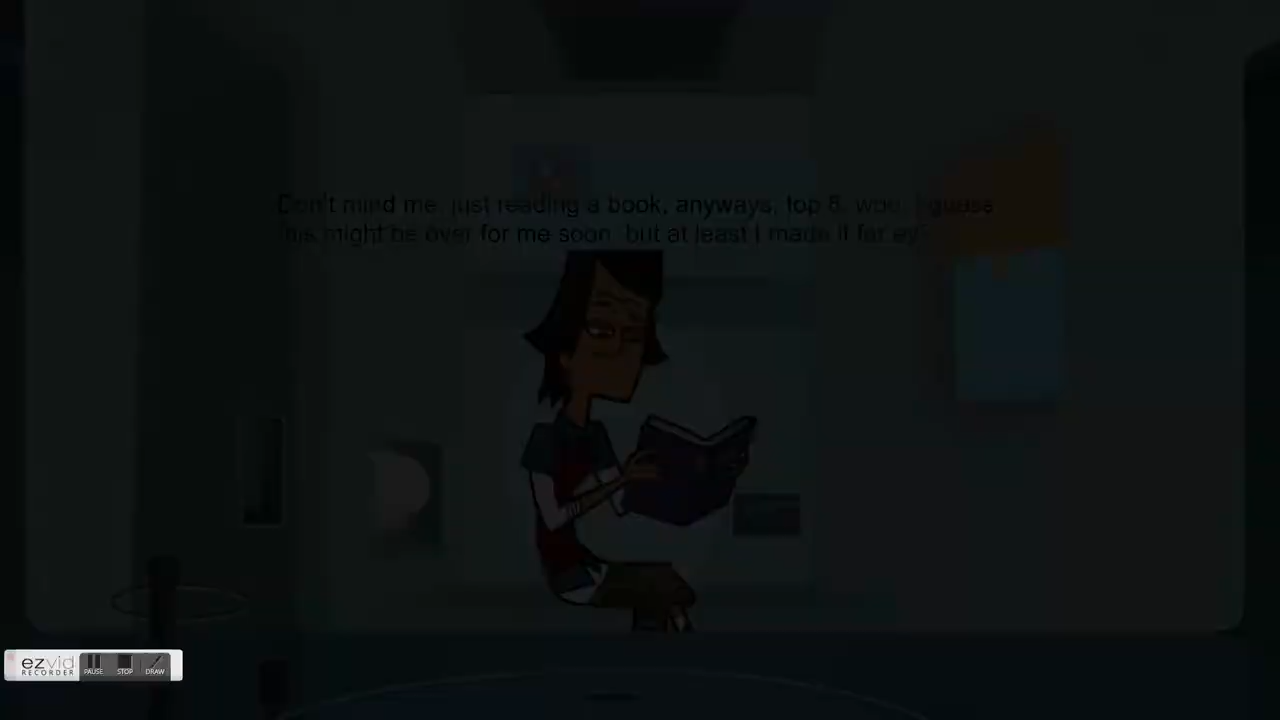 Don't mind me, just reading a book, anyways, top 8, woo, I guess
this might be over for me soon, but at least I made it far ey
ezvid
RECORDER
PAUSE STOP DRAW